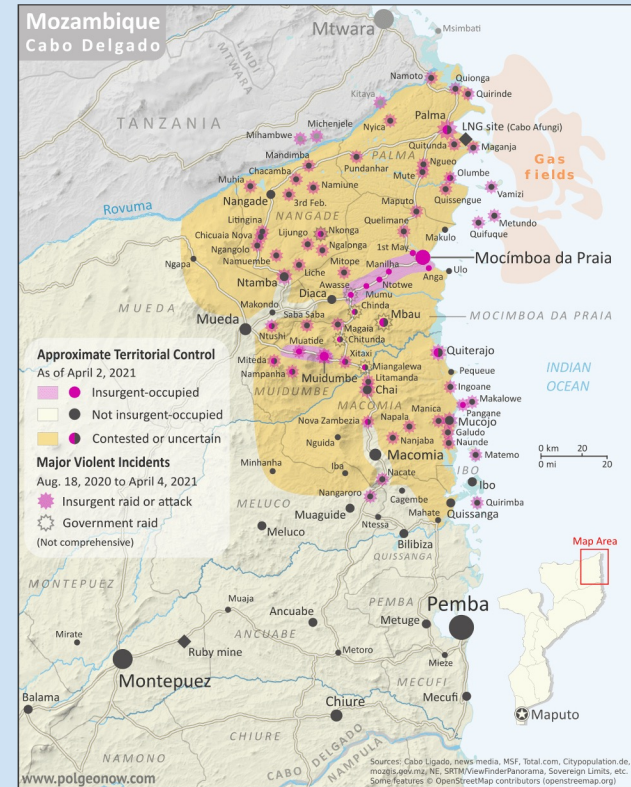 Mozambique
Cabo Delgado
Mtwara
Msimbati
LINDI
MTWARA
TANZANIA
Kitaya
Namoto
Quionga
Quirinde
Michenjele
Mihambwe
Nyica
Palma
LNG site (Cabo Afungi)
Quitunda
Maganja
Mandimba
PALMA
Pundanhar
Ngueo
Mute
Olumbe
Gas
fields
Chacamba
Muhia
Namiune
Nangade
3rd Feb.
Maputo
Quissengue
Vamizi
Rovuma
NANGADE
Litingina
Quelimane
Metundo
Quifuque
Chicuaia Nova
Lijungo
Nkonga
Makulo
Ngangolo
Ngalonga
1st May
Namuembe
Mitope
Manilha
Mocímboa da Praia
Ngapa
Liche
Awasse
Anga
Ulo
Ntamba
Ntotwe
Diaca
Mumu
MUEDA
Makondo
Chinda
Saba Saba
Mbau
MOCIMBOA DA PRAIA
Mueda
Magaia
Ntushi
Muatide
Chitunda
Xitaxi
Quiterajo
Miteda
Miangalewa
Pequeue
Nampanha
Muidumbe
Litamanda
Chai
Ingoane
MUIDUMBE
MACOMIA
Makalowe
Manica
Pangane
INDIAN
OCEAN
Nova Zambezia
Napala
Mucojo
Galudo
Nguida
Nanjaba
Naunde
Macomia
Matemo
Minhanha
Iba
IBO
Nacate
Ibo
Nangaroro
Cagembe
Quirimba
MELUCO
Muaguide
Mahate
Quissanga
Ntessa
Meluco
Bilibiza
QUISSANGA
0 km 20
0 mi 20
Approximate Territorial Control
As of April 2, 2021
Insurgent-occupied
Not insurgent-occupied
Contested or uncertain
Major Violent Incidents
Aug. 18, 2020 to April 4, 2021
Insurgent raid or attack
Government raid
(Not comprehensive)
Map Area
MONTEPUEZ
Muaja
PEMBA
Pemba
Ancuabe
Metuge
Mirate
ANCUABE
Ruby mine
Metoro
Mieze
Montepuez
MECUFI
Balama
Chiure
Mecufi
Maputo
CHIURE
NAMONO
CABO DELGADO
NAMPULA
www.polgeonow.com
Sources: Cabo Ligado, news media, MSF, Total.com, Citypopulation.de,
mozgis.gov.mz, NE, SRTM/ViewFinderPanorama, Sovereign Limits, etc.
Some features © OpenStreetMap contributors (openstreemap.org)